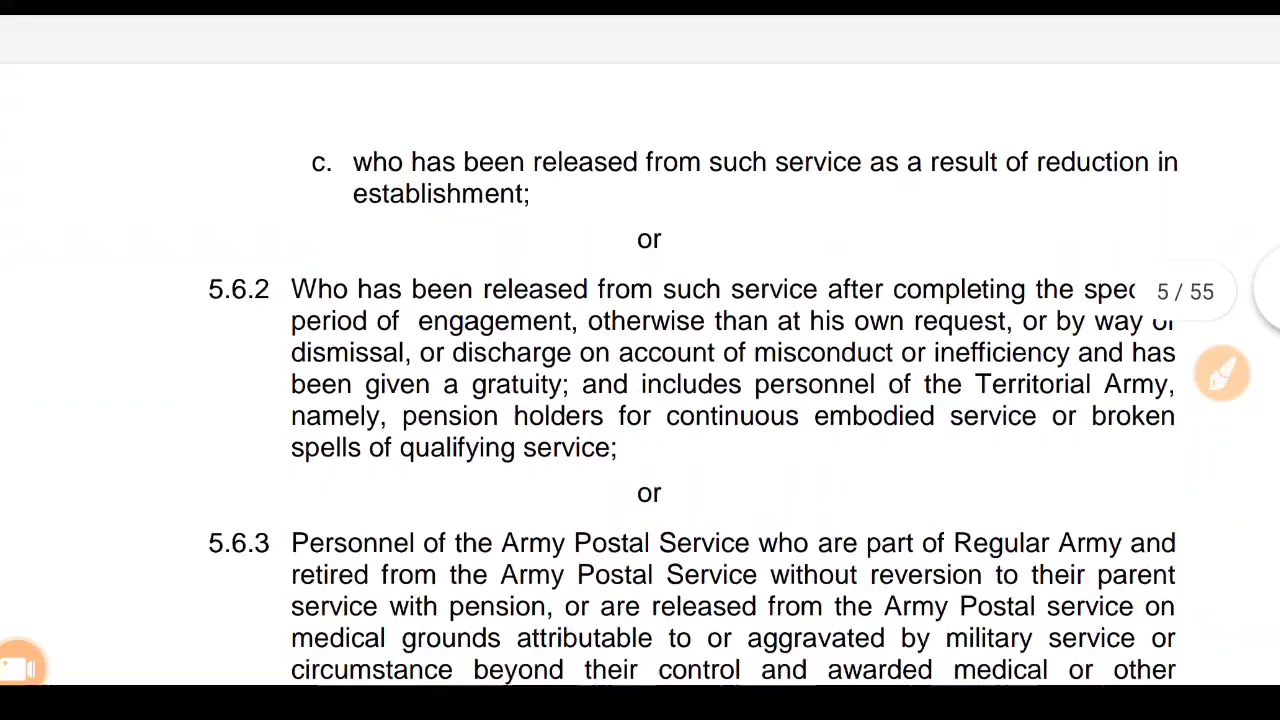 c. who has been released from such service as a result of reduction in
establishment;
or
5.6.2 Who has been released from such service after completing the
5 / 55
period of engagement, otherwise than at his own request, or by way
dismissal, or discharge on account of misconduct or inefficiency and has
been given a gratuity; and includes personnel of the Territorial Army,
namely, pension holders for continuous embodied service or broken
spells of qualifying service;
or
5.6.3 Personnel of the Army Postal Service who are part of Regular Army and
retired from the Army Postal Service without reversion to their parent
service with pension, or are released from the Army Postal service on
medical grounds attributable to or aggravated by military service or
circumstance beyond their control and awarded medical or other